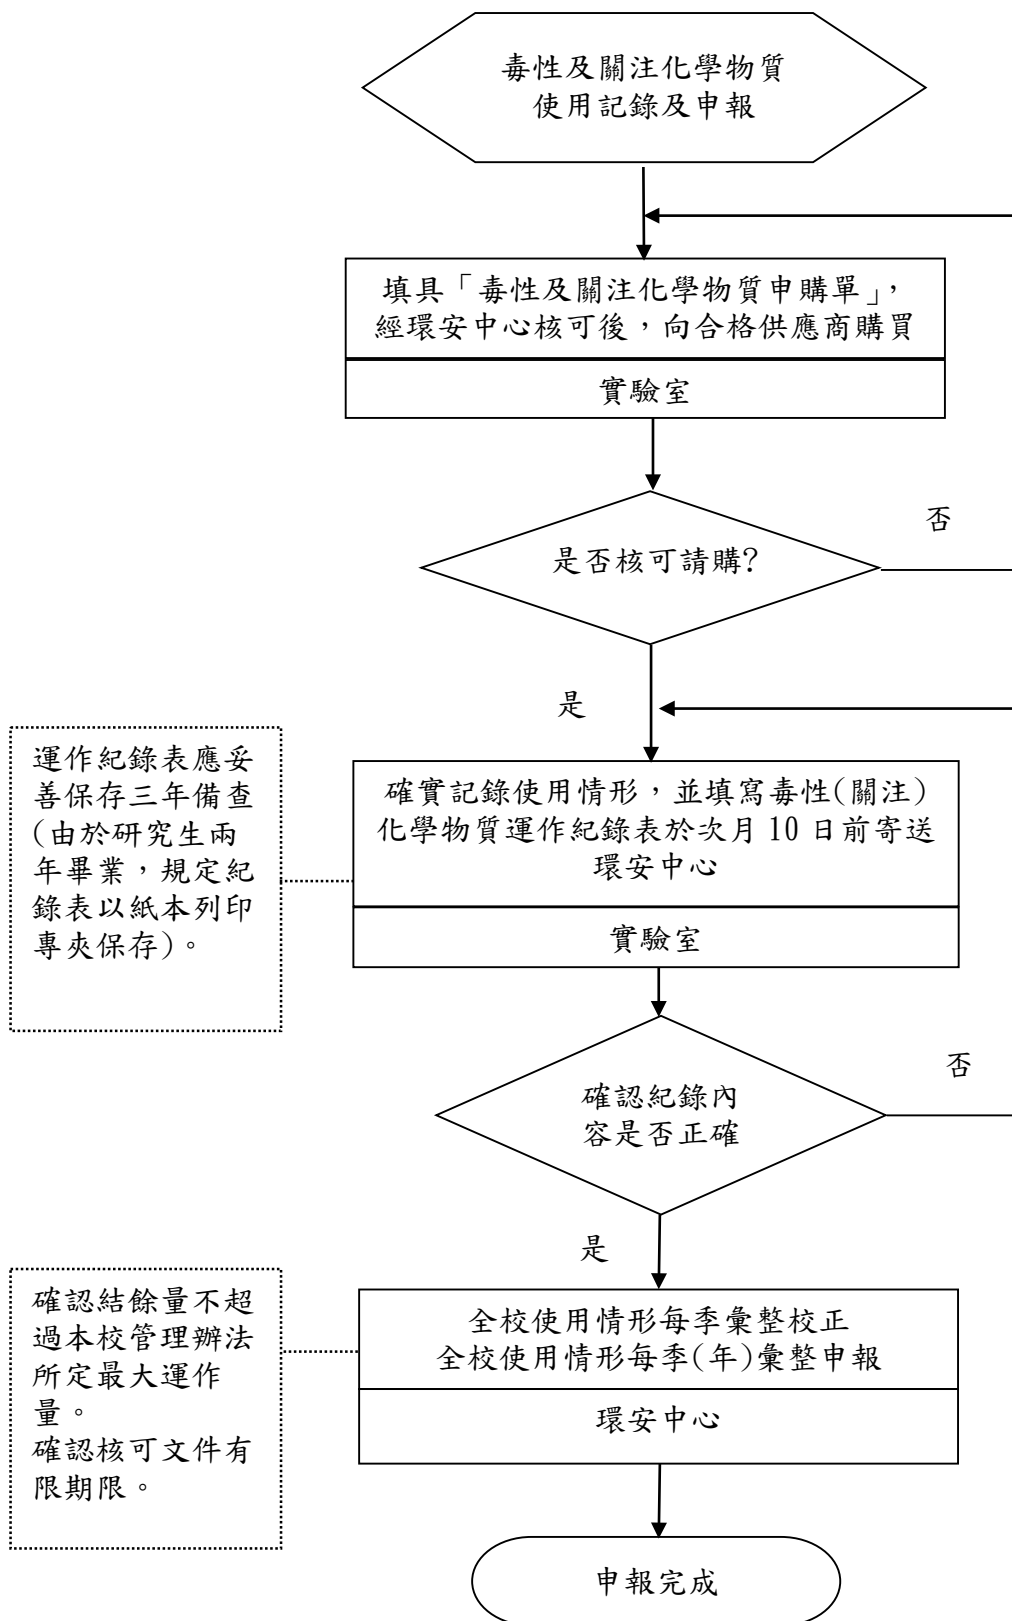 毒性及關注化學物質
使用記錄及申報
填具「毒性及關注化學物質申購單」,
經環安中心核可後，向合格供應商購買
實驗室
是否核可請購?
否
是
運作紀錄表應妥
善保存三年備查
(由於研究生兩
年畢業，規定紀
錄表以紙本列印
專夾保存)。
確實記錄使用情形，並填寫毒性(關注)
化學物質運作紀錄表於次月 10 日前寄送
環安中心
實驗室
確認紀錄內
容是否正確
否
是
確認結餘量不超
過本校管理辦法
所定最大運作
量。
確認核可文件有
限期限。
全校使用情形每季彙整校正
全校使用情形每季(年)彙整申報
環安中心
申報完成